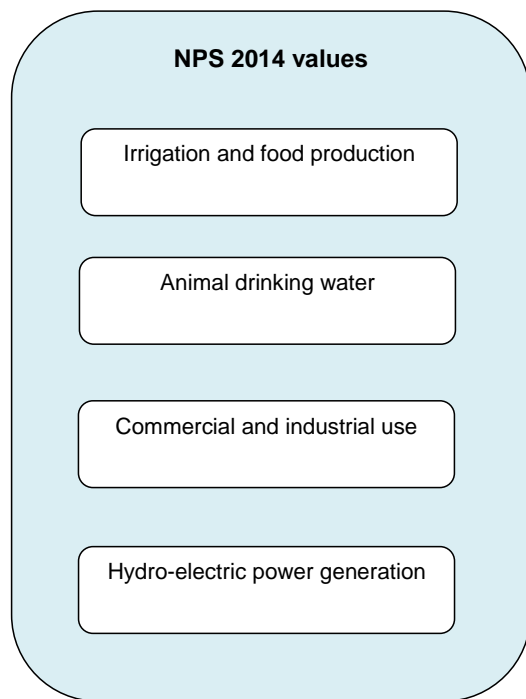 NPS 2014 values
Irrigation and food production
Animal drinking water
Commercial and industrial use
Hydro-electric power generation